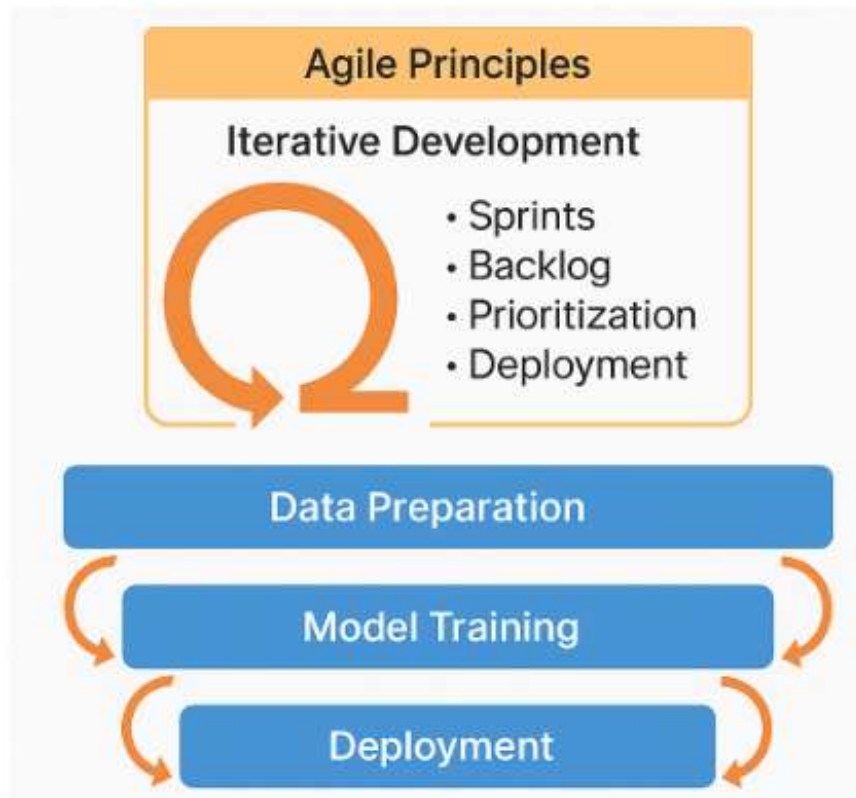 Agile Principles
Iterative Development
• Sprints
• Backlog
• Prioritization
• Deployment
Data Preparation
Model Training
Deployment